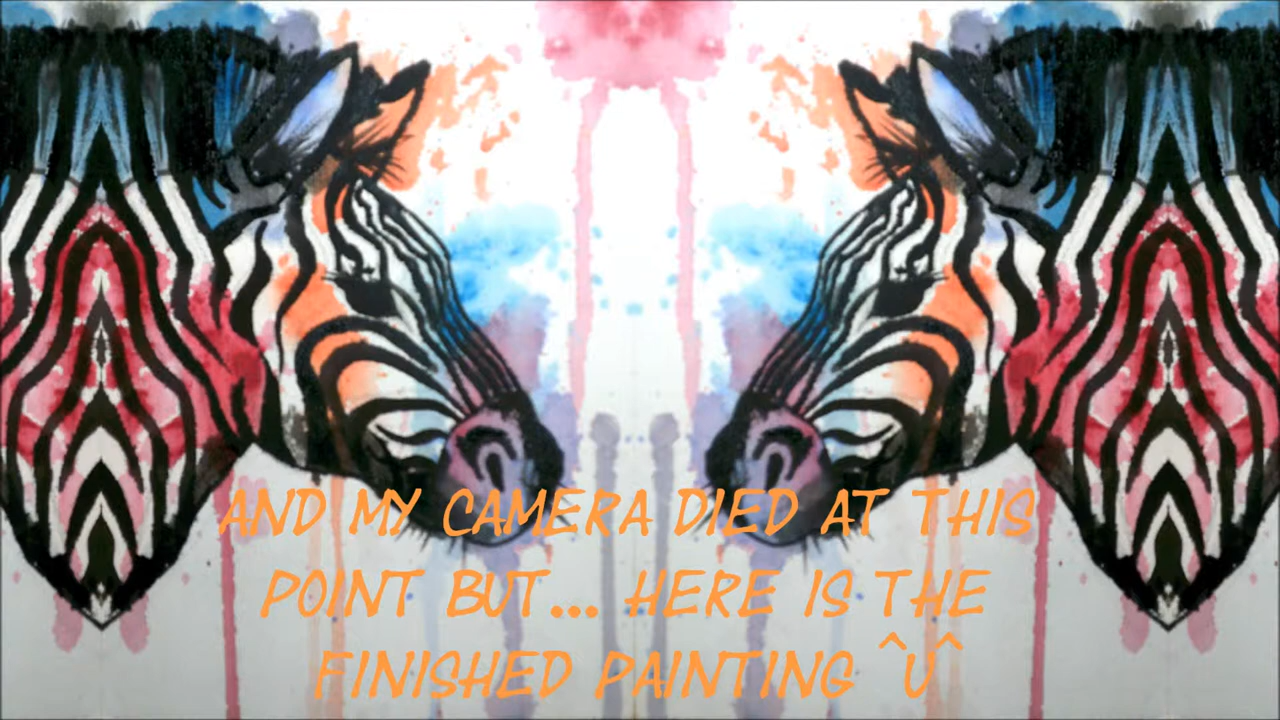 AND MY CAMERA DIED AT THIS
POINT BUT... HERE IS THE
FINISHED PAINTING ^U^